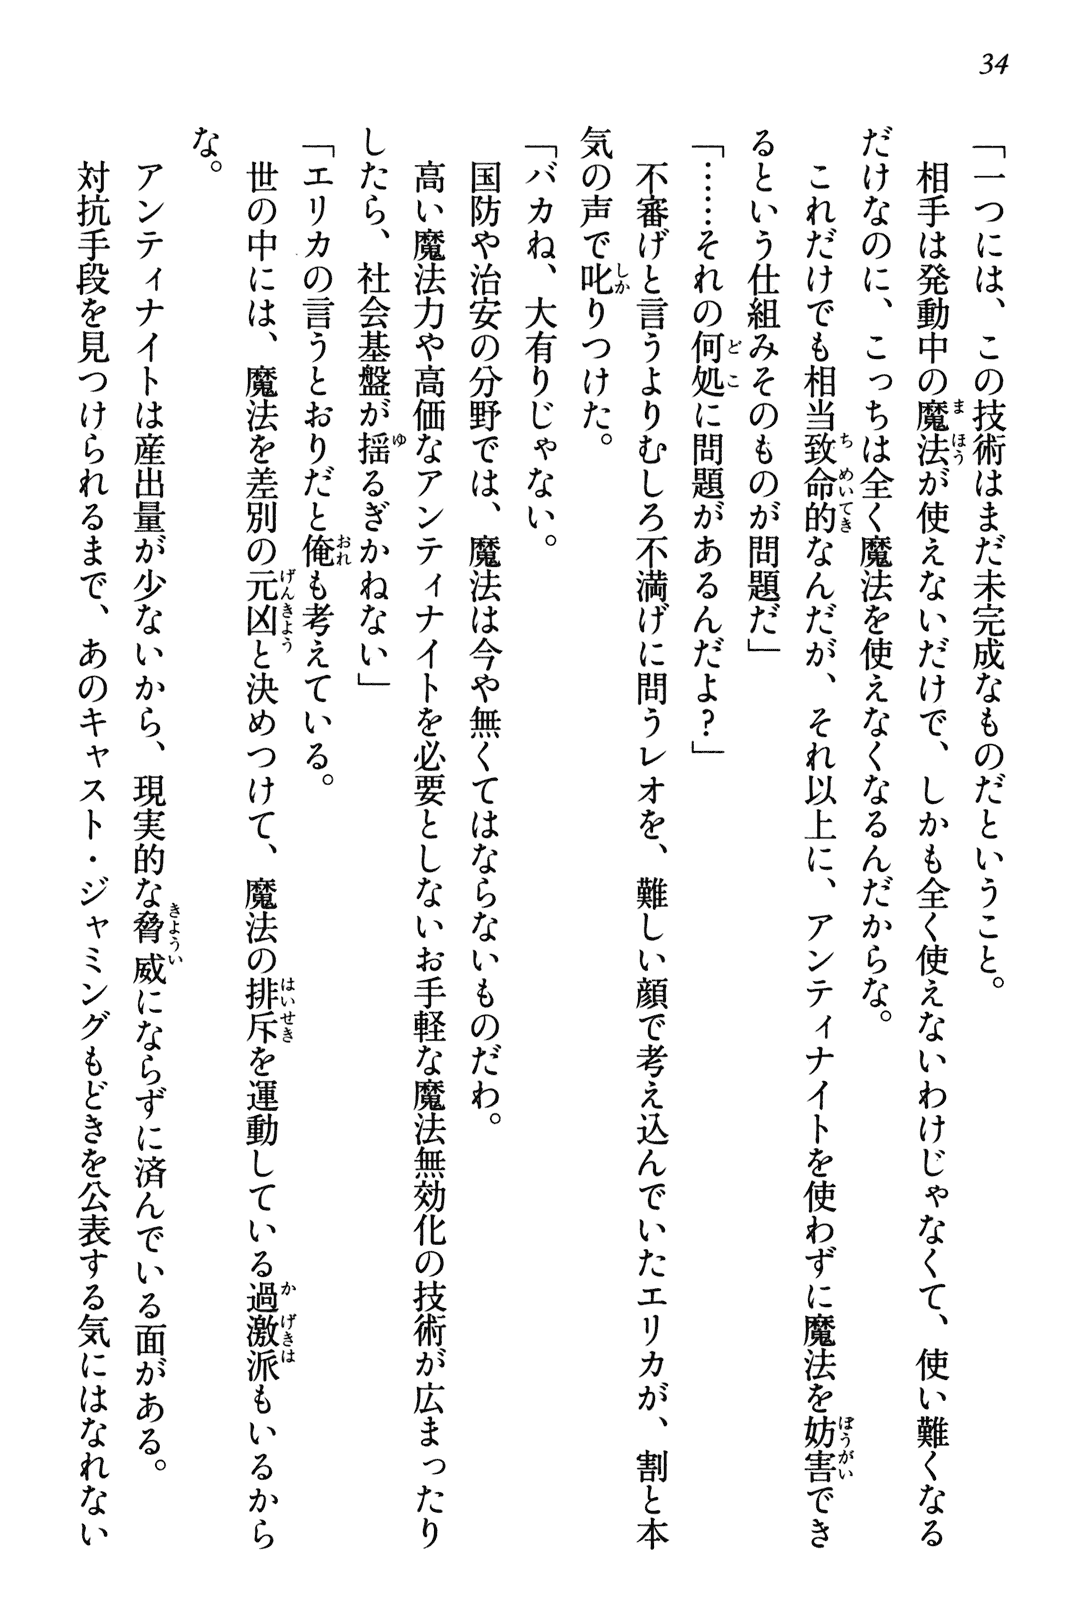 34
「一つには、この技術はまだ未完成なものだということ。
相手は発動中の魔法が使えないだけで、しかも全く使えないわけじゃなくて、使い難くなる
だけなのに、こっちは全く魔法を使えなくなるんだからな。
これだけでも相当致命的なんだが、それ以上に、アンティナイトを使わずに魔法を妨害でき
るという仕組みそのものが問題だ」
「……それの何処に問題があるんだよ？」
不審げと言うよりむしろ不満げに問うレオを、難しい顔で考え込んでいたエリカが、割と本
気の声で叱りつけた。
「バカね、大有りじゃない。
国防や治安の分野では、魔法は今や無くてはならないものだわ。
高い魔法力や高価なアンティナイトを必要としないお手軽な魔法無効化の技術が広まったり
したら、社会基盤が揺るぎかねない」
「エリカの言うとおりだと俺も考えている。
世の中には、魔法を差別の元凶と決めつけて、魔法の排斥を運動している過激派もいるから
な。
アンティナイトは産出量が少ないから、現実的な脅威にならずに済んでいる面がある。
対抗手段を見つけられるまで、あのキャスト・ジャミングもどきを公表する気にはなれない